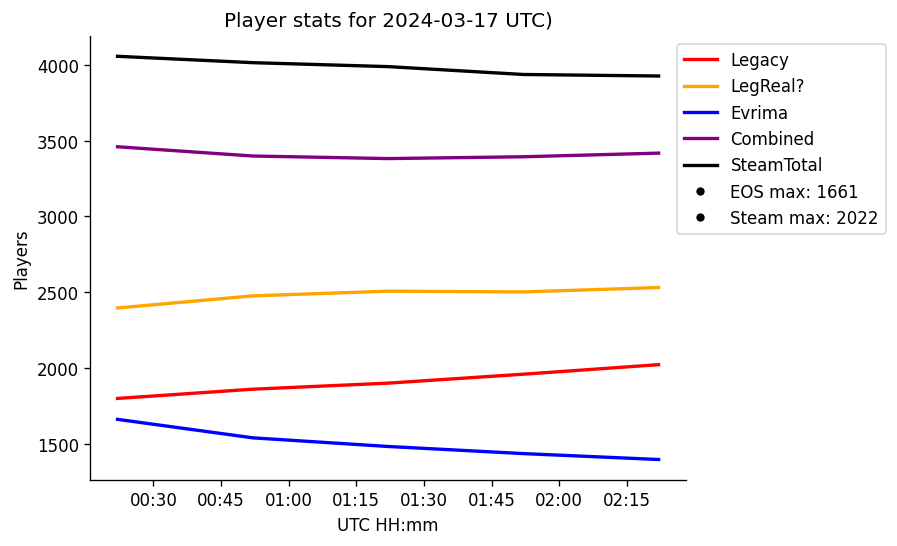 Player stats for 2024-03-17 UTC)
4000
3500
3000
2500
2000
1500
Players
00:30 00:45 01:00 01:15 01:30 01:45 02:00 02:15
UTC HH:mm
Legacy
LegReal?
Evrima
Combined
SteamTotal
EOS max: 1661
Steam max: 2022